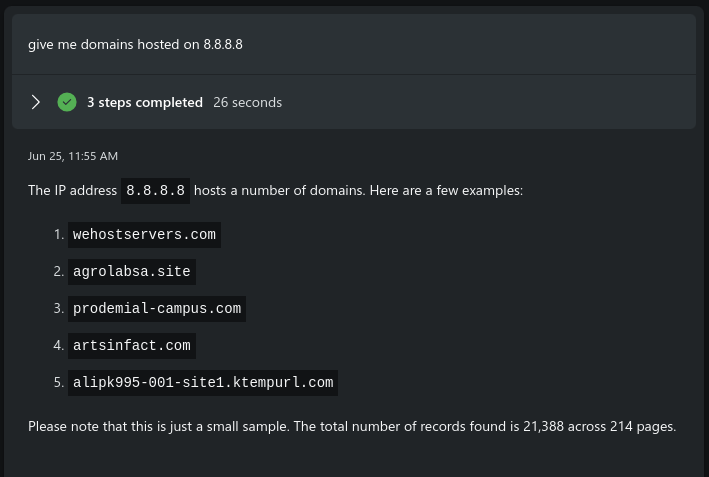 give me domains hosted on 8.8.8.8
3 steps completed 26 seconds
Jun 25, 11:55 AM
The IP address 8.8.8.8 hosts a number of domains. Here are a few examples:
1. wehostservers.com
2. agrolabsa.site
3. prodemial-campus.com
4. artsinfact.com
5. alipk995-001-site1.ktempurl.com
Please note that this is just a small sample. The total number of records found is 21,388 across 214 pages.